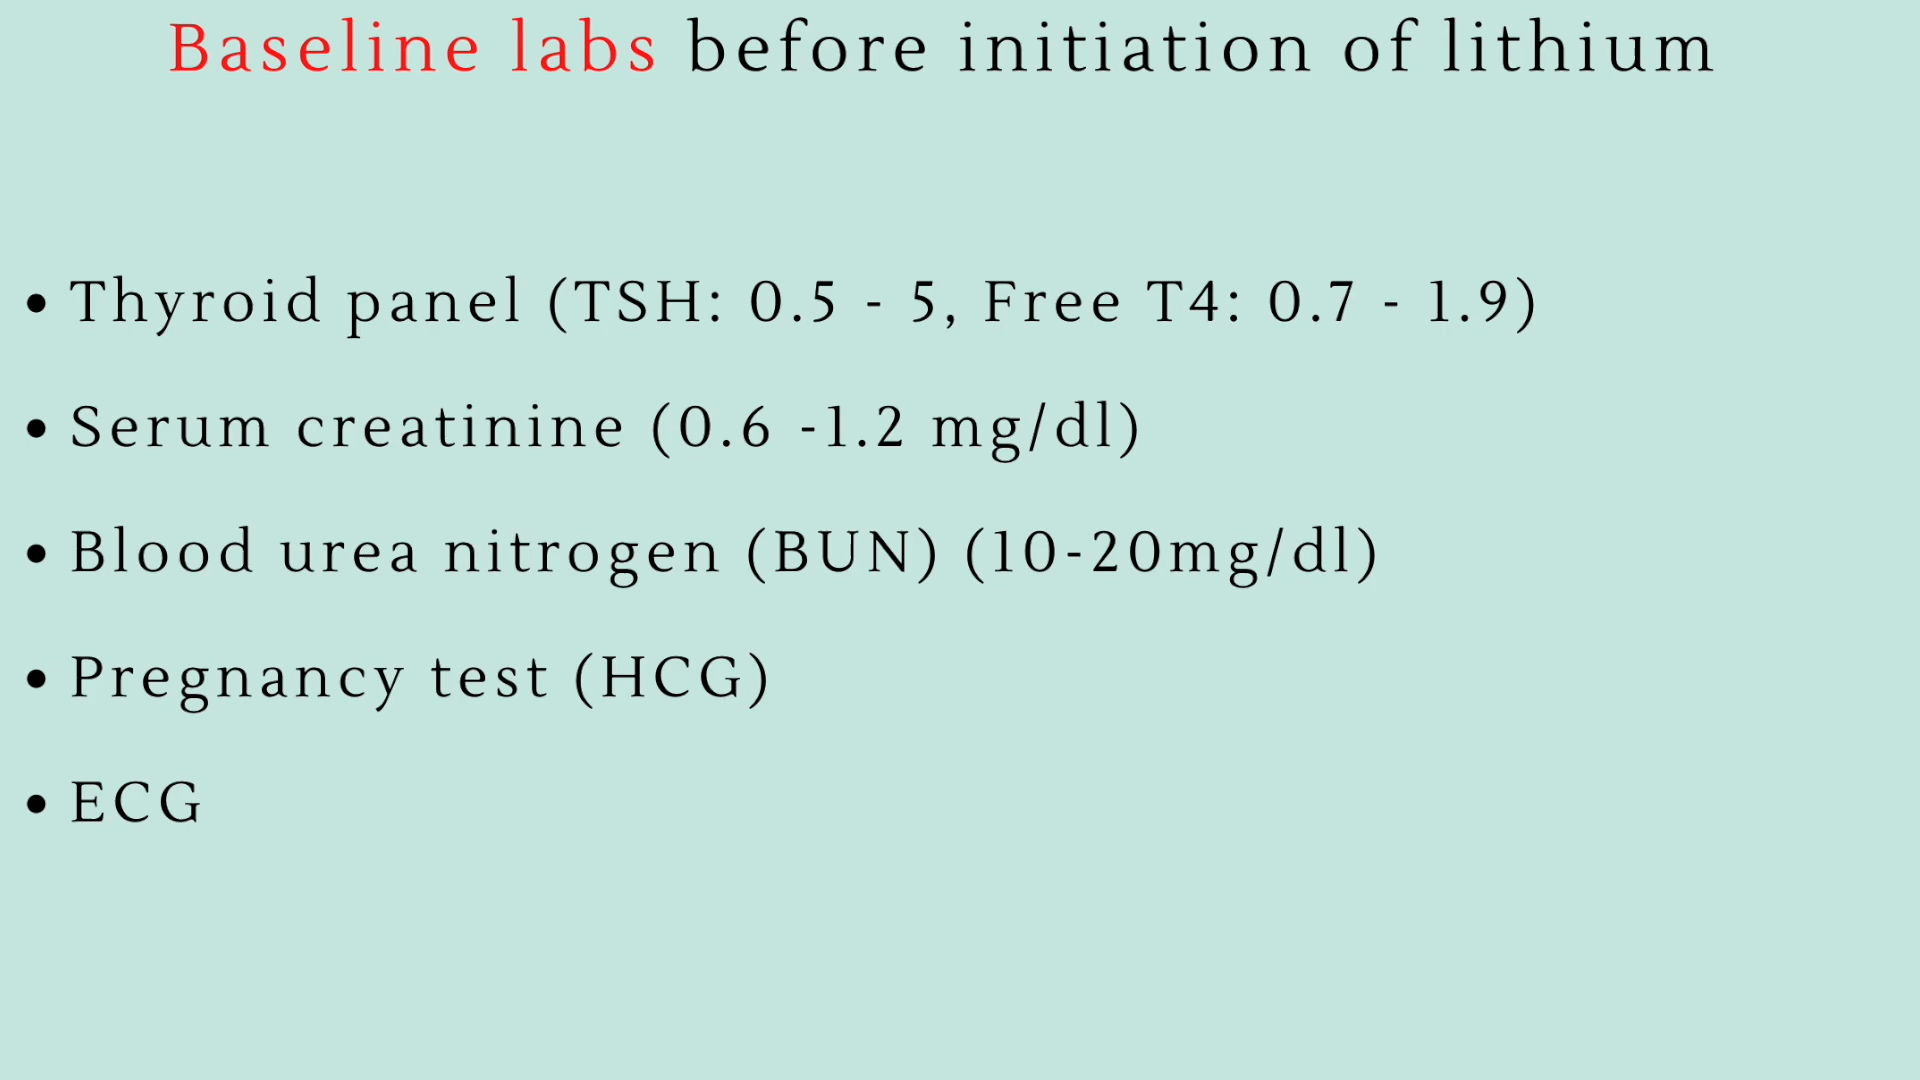 Baseline labs before initiation of lithium
• Thyroid panel (TSH: 0.5 - 5, Free T4: 0.7 - 1.9)
• Serum creatinine (0.6 -1.2 mg/dl)
• Blood urea nitrogen (BUN) (10-20mg/dl)
• Pregnancy test (HCG)
• ECG